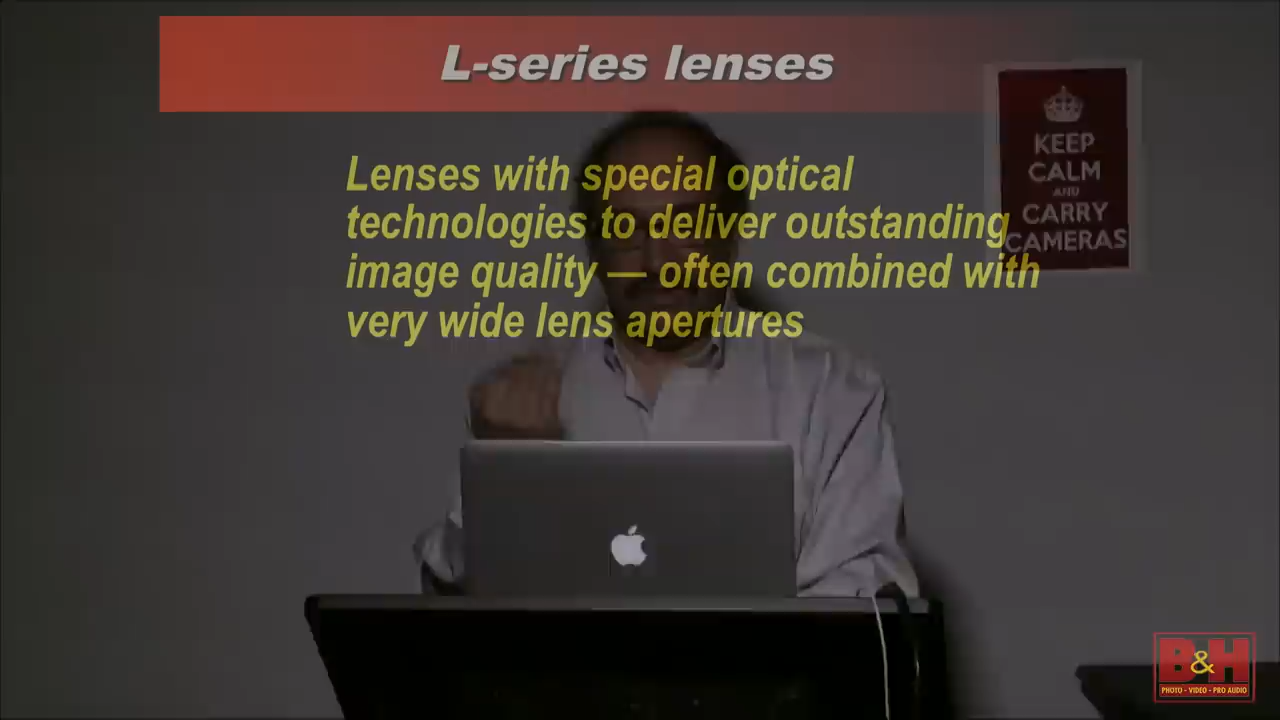 L-series lenses
Lenses with special optical
technologies to deliver outstanding
image quality — often combined with
very wide lens apertures
KEEP
CALM
AND
CARRY
CAMERAS
B&H
PHOTO - VIDEO - PRO AUDIO